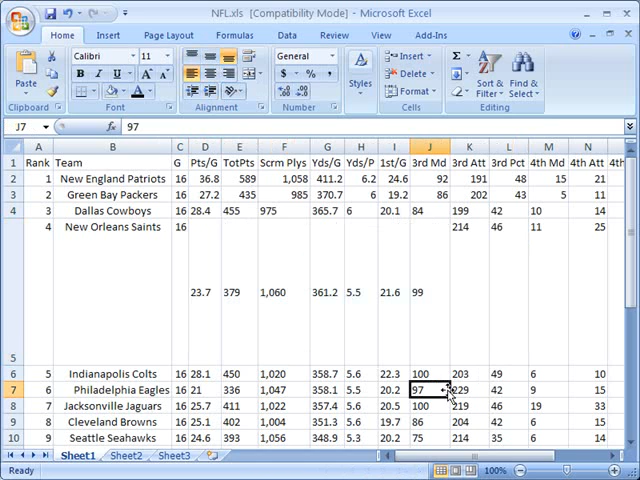 NFL.xls [Compatibility Mode] - Microsoft Excel
Home Insert Page Layout Formulas Data Review View Add-Ins
Paste Calibri 11 General Styles Insert Delete Format Sort & Filter Find & Select
B I U A A A $ % , Σ
Clipboard Font Alignment Number Cells Editing
J7 fx 97
A B C D E F G H I J K L M N
1 Rank Team G Pts/G TotPts Scrm Plys Yds/G Yds/P 1st/G 3rd Md 3rd Att 3rd Pct 4th Md 4th Att 4th
2 1 New England Patriots 16 36.8 589 1,058 411.2 6.2 24.6 92 191 48 15 21
3 2 Green Bay Packers 16 27.2 435 985 370.7 6 19.2 86 202 43 5 11
4 3 Dallas Cowboys 16 28.4 455 975 365.7 6 20.1 84 199 42 10 14
4 New Orleans Saints 16 214 46 11 25
23.7 379 1,060 361.2 5.5 21.6 99
5
6 5 Indianapolis Colts 16 28.1 450 1,020 358.7 5.6 22.3 100 203 49 6 10
7 6 Philadelphia Eagles 16 21 336 1,047 358.1 5.5 20.2 97 229 42 9 15
8 7 Jacksonville Jaguars 16 25.7 411 1,022 357.4 5.6 20.5 100 219 46 19 33
9 8 Cleveland Browns 16 25.1 402 1,004 351.3 5.6 19.7 86 204 42 6 15
10 9 Seattle Seahawks 16 24.6 393 1,056 348.9 5.3 20.2 75 214 35 6 14
Sheet1 Sheet2 Sheet3
Ready 100%